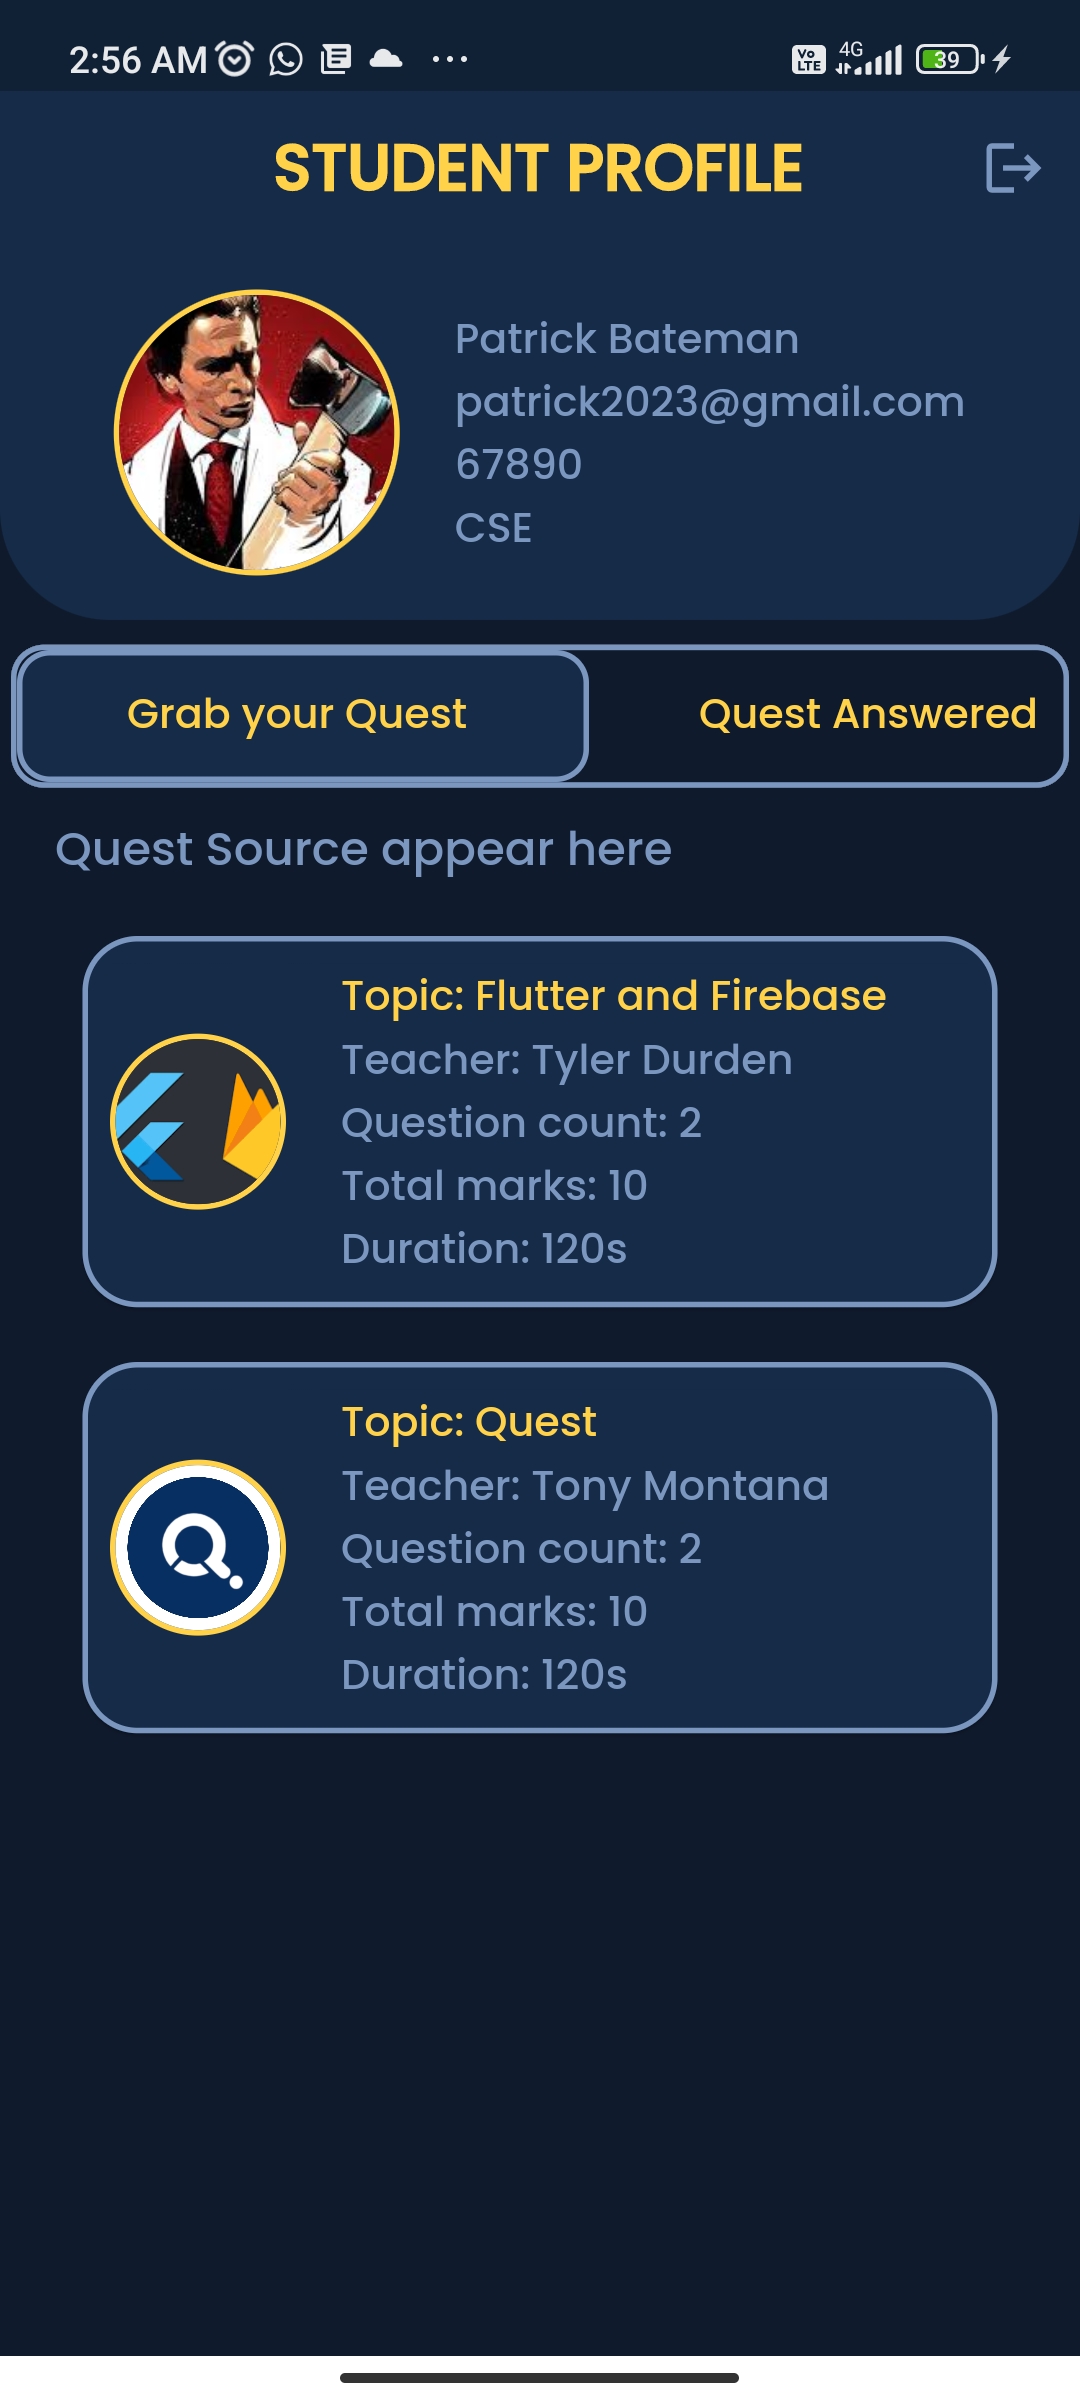 2:56 AM
Vo LTE 4G 39
STUDENT PROFILE
Patrick Bateman
patrick2023@gmail.com
67890
CSE
Grab your Quest
Quest Answered
Quest Source appear here
Topic: Flutter and Firebase
Teacher: Tyler Durden
Question count: 2
Total marks: 10
Duration: 120s
Topic: Quest
Teacher: Tony Montana
Question count: 2
Total marks: 10
Duration: 120s